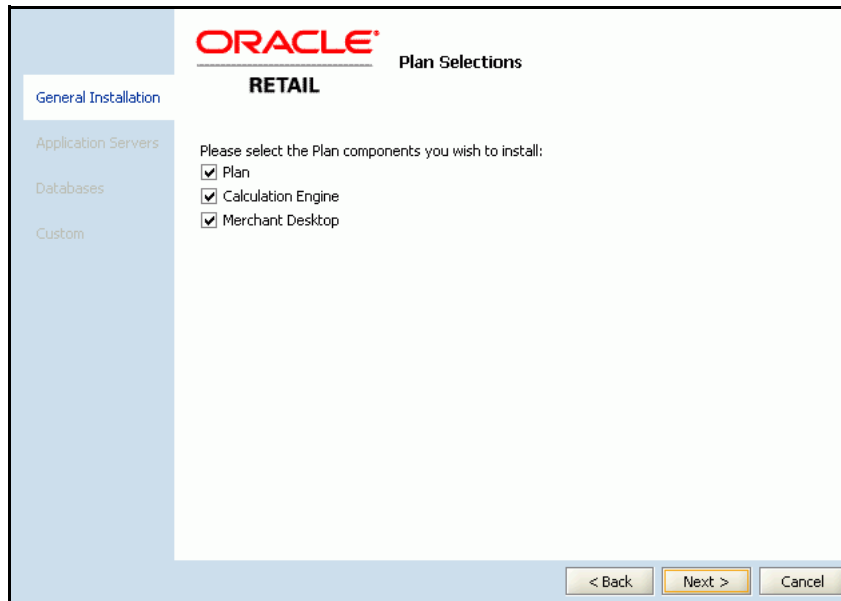 ORACLE
RETAIL
Plan Selections
General Installation
Application Servers
Databases
Custom
Please select the Plan components you wish to install:
Plan
Calculation Engine
Merchant Desktop
< Back
Next >
Cancel